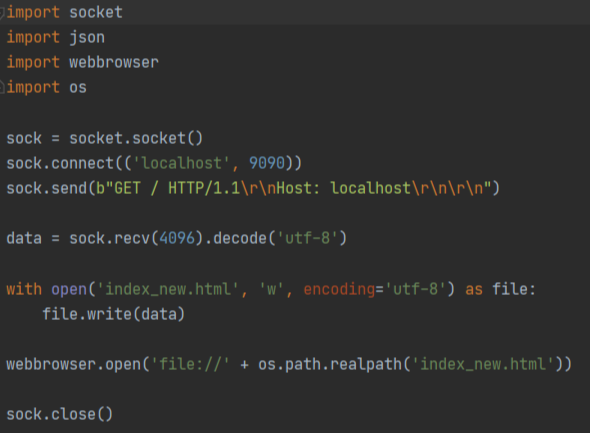 import socket
import json
import webbrowser
import os
sock = socket.socket()
sock.connect(('localhost', 9090))
sock.send(b"GET / HTTP/1.1\r\nHost: localhost\r\n\r\n")
data = sock.recv(4096).decode('utf-8')
with open('index_new.html', 'w', encoding='utf-8') as file:
    file.write(data)
webbrowser.open('file://' + os.path.realpath('index_new.html'))
sock.close()